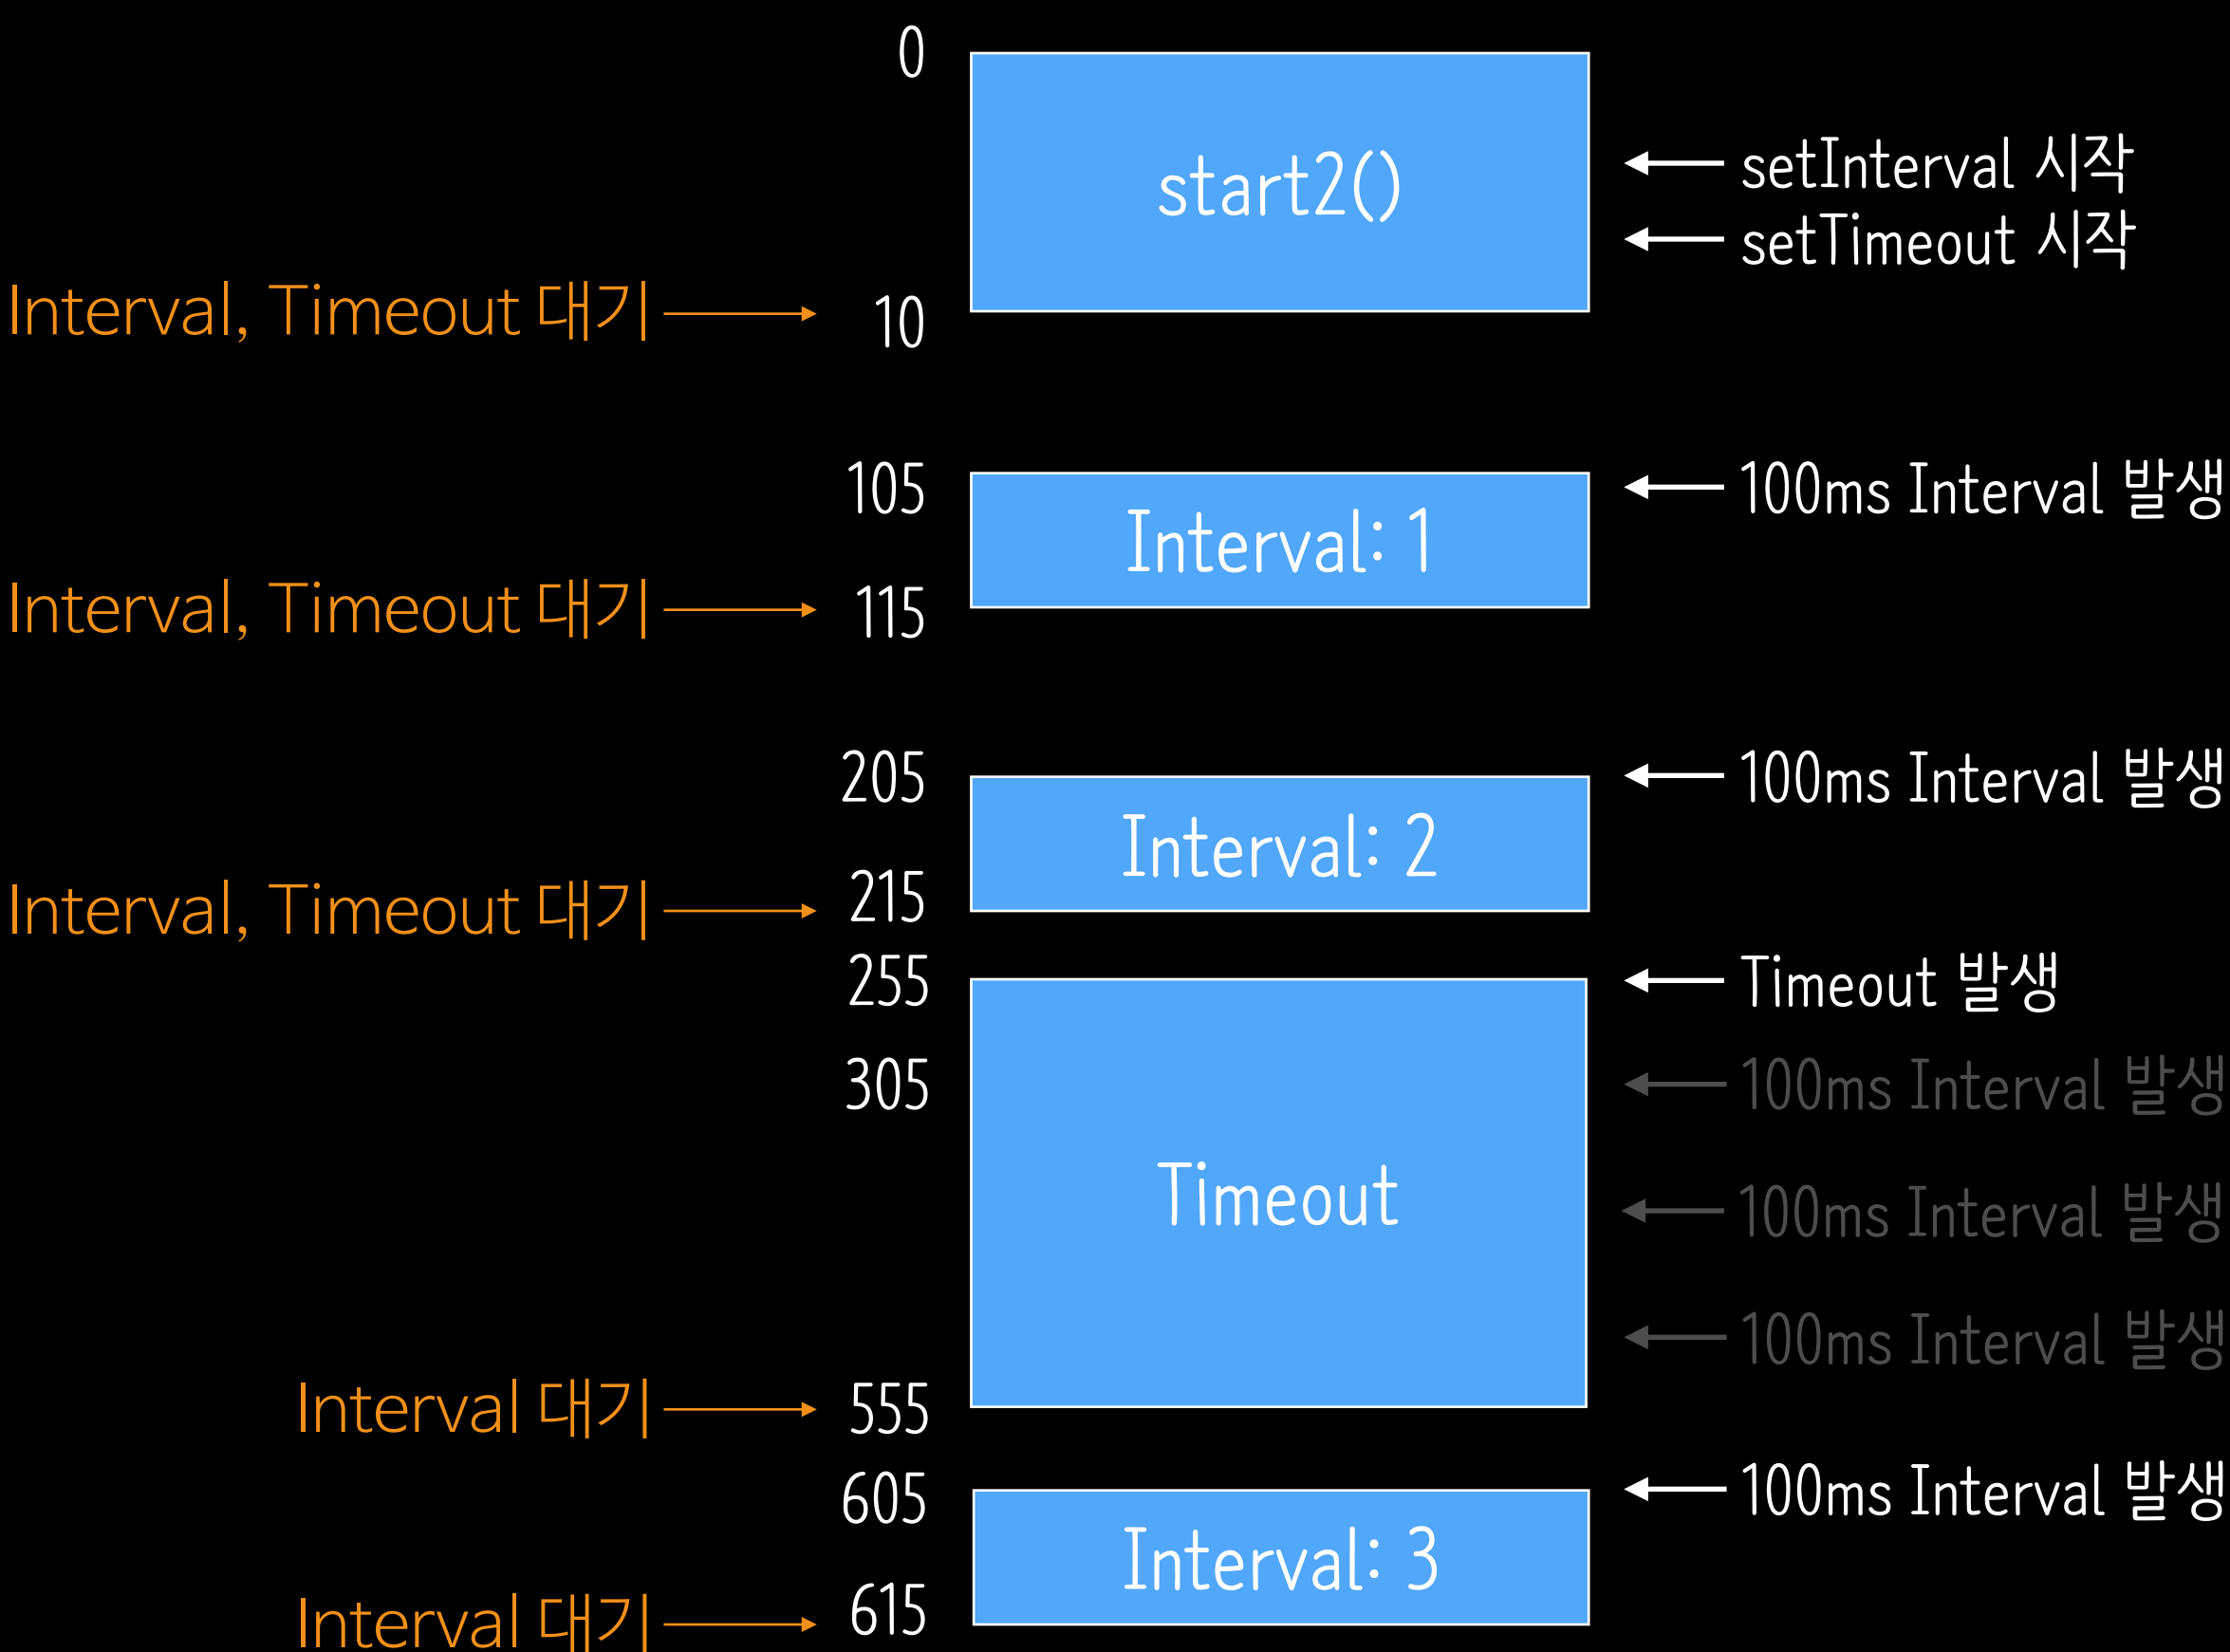 0
start2()
setInterval 시작
setTimeout 시작
Interval, Timeout 대기
10
105
Interval: 1
100ms Interval 발생
Interval, Timeout 대기
115
205
Interval: 2
100ms Interval 발생
Interval, Timeout 대기
215
255
Timeout 발생
305
100ms Interval 발생
Timeout
100ms Interval 발생
100ms Interval 발생
Interval 대기
555
605
Interval: 3
100ms Interval 발생
Interval 대기
615